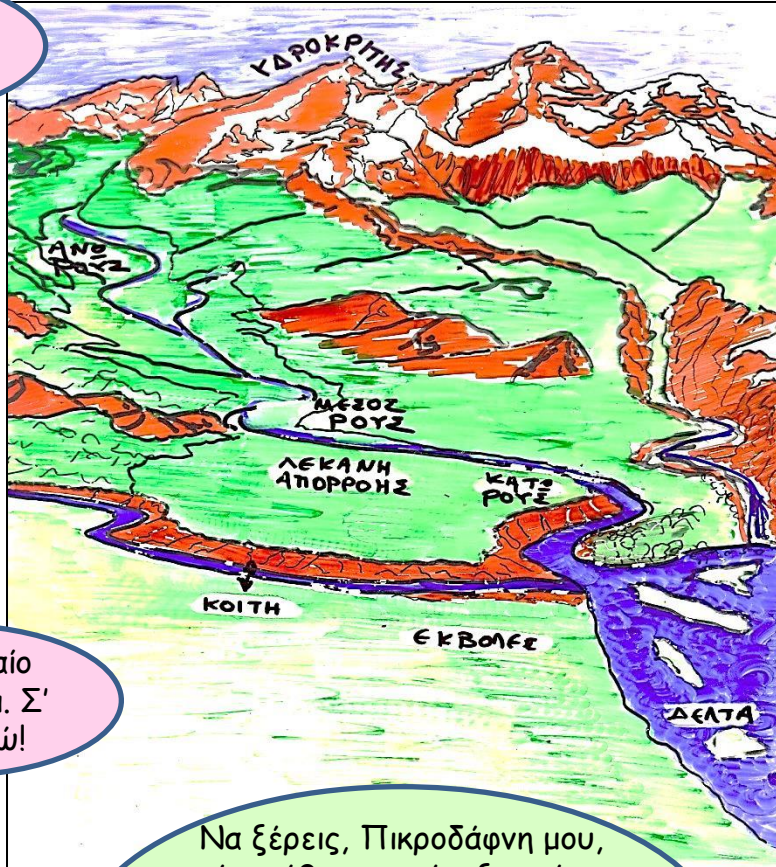 ΥΔΡΟΚΡΙΤΗΣ
ΑΝΩ
ΡΟΥΣ
ΜΕΣΟΣ
ΡΟΥΣ
ΛΕΚΑΝΗ
ΑΠΟΡΡΟΗΣ
ΚΑΤΩ
ΡΟΥΣ
ΚΟΙΤΗ
ΕΚΒΟΛΕΣ
ΔΕΛΤΑ
Σ'
Να ξέρεις, Πικροδάφνη μου,